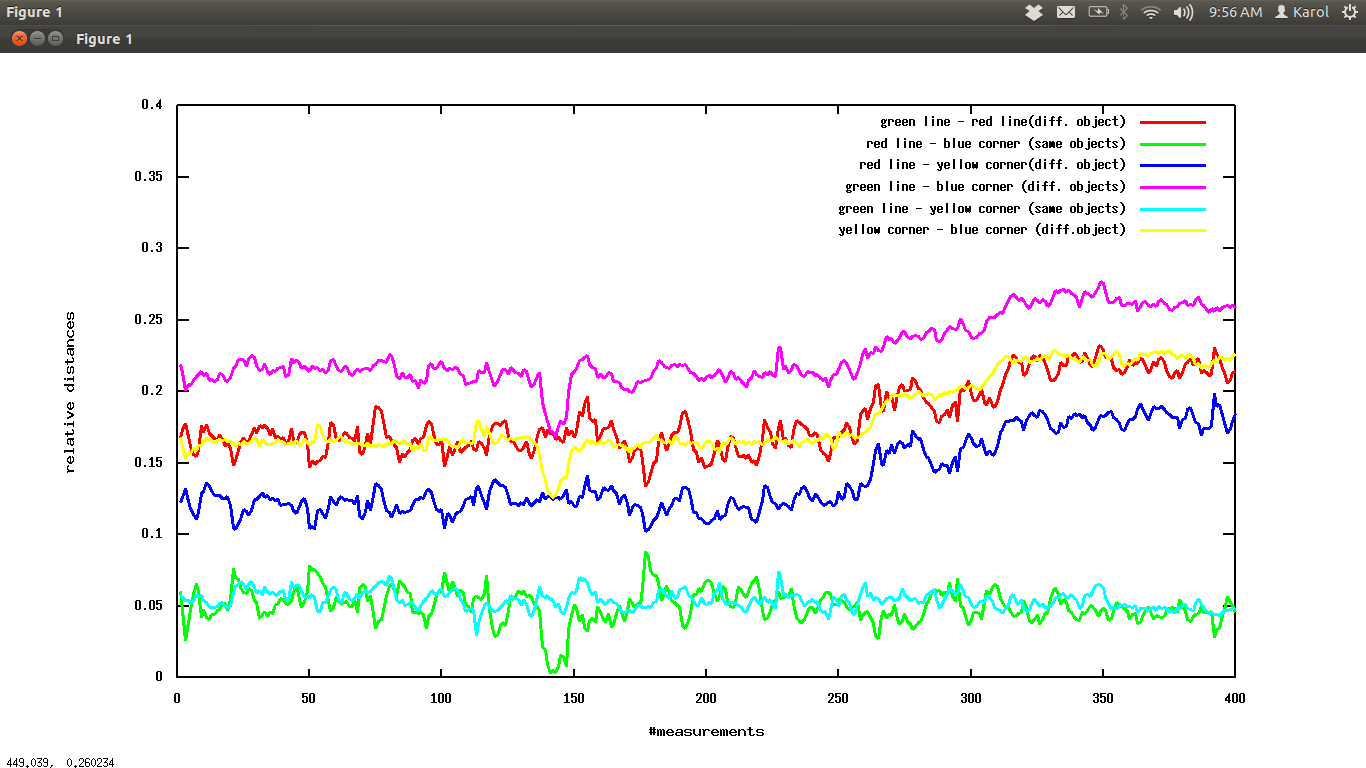 Figure 1
9:56 AM Karol
Figure 1
0.4
0.35
0.3
0.25
0.2
0.15
0.1
0.05
0
relative distances
green line - red line(diff. object)
red line - blue corner (same objects)
red line - yellow corner(diff. object)
green line - blue corner (diff. objects)
green line - yellow corner (same objects)
yellow corner - blue corner (diff.object)
0 50 100 150 200 250 300 350 400
#measurements
449.039, 0.260234